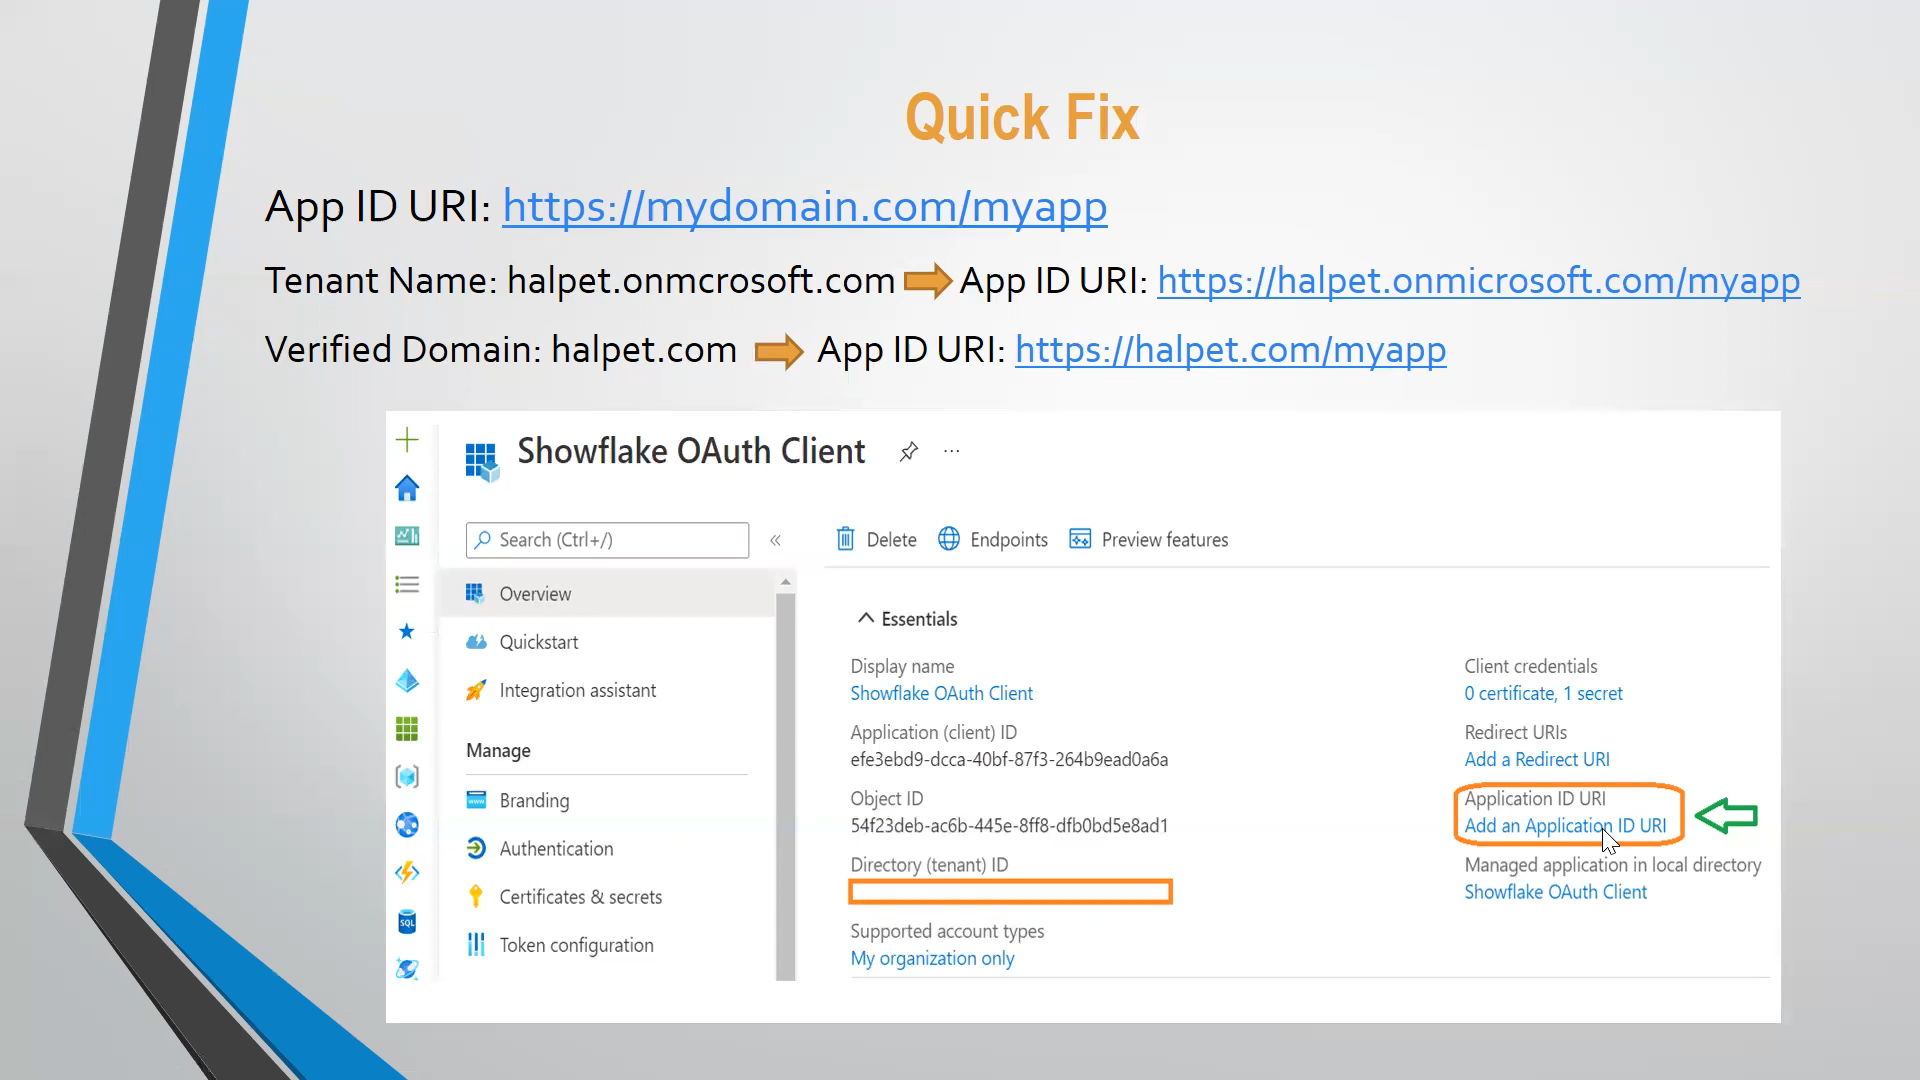 Quick Fix
App ID URI: https://mydomain.com/myapp
Tenant Name: halpet.onmcrosoft.com App ID URI: https://halpet.onmicrosoft.com/myapp
Verified Domain: halpet.com App ID URI: https://halpet.com/myapp
Showflake OAuth Client ...
Search (Ctrl+/) «
Delete Endpoints Preview features
Overview
Quickstart
Integration assistant
Manage
Branding
Authentication
Certificates & secrets
Token configuration
Essentials
Display name
Showflake OAuth Client
Application (client) ID
efe3ebd9-dcca-40bf-87f3-264b9ead0a6a
Object ID
54f23deb-ac6b-445e-8ff8-dfb0bd5e8ad1
Directory (tenant) ID
Supported account types
My organization only
Client credentials
0 certificate, 1 secret
Redirect URIs
Add a Redirect URI
Application ID URI
Add an Application ID URI
Managed application in local directory
Showflake OAuth Client
SQL